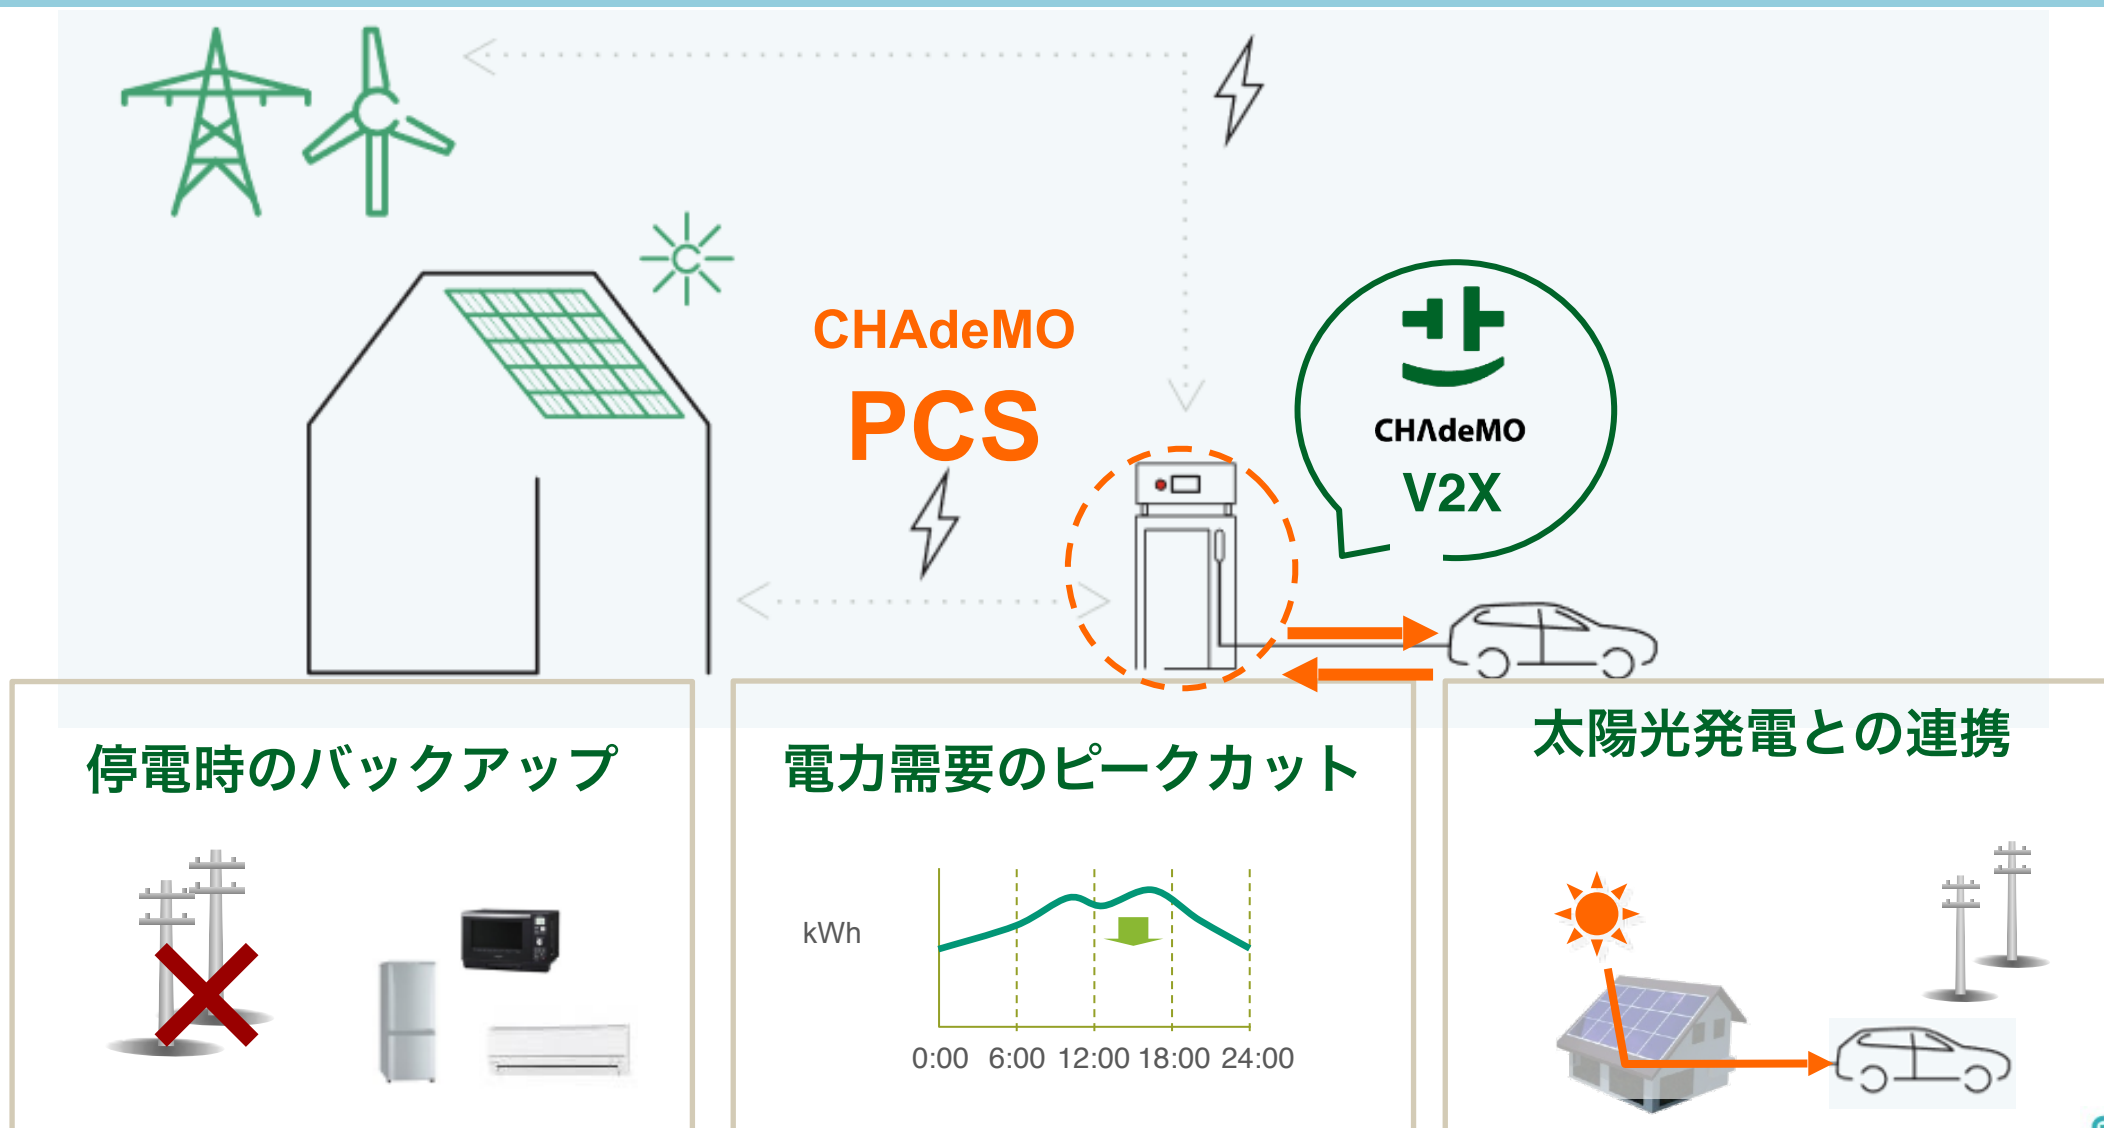 CHAdeMO
PCS
CHAdeMO
V2X
停電時のバックアップ
電力需要のピークカット
太陽光発電との連携
kWh
0:00 6:00 12:00 18:00 24:00